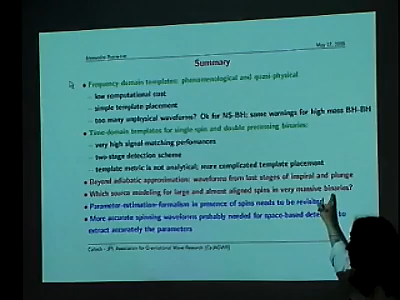 May 17, 2005
Summary
• Frequency domain templates: phenomenological and quasi-physical
– low computational cost
– simple template placement
– too many unphysical waveforms? Ok for NS-BH; some warnings for high mass BH-BH
• Time domain templates for single spin and double precessing binaries:
– very high signal matching perfomances
– two-stage detection scheme
– template metric is not analytical; more complicated template placement
• Beyond adiabatic approximation: waveforms from last stages of inspiral and plunge
• Which source modeling for large and almost aligned spins in very massive binaries?
• Parameter-estimation-formalism in presence of spins needs to be revisited
• More accurate spinning waveforms probably needed for space-based to
extract accurately the parameters
Caltech - JPL Association for Gravitational Wave Research (CaJAGWR)